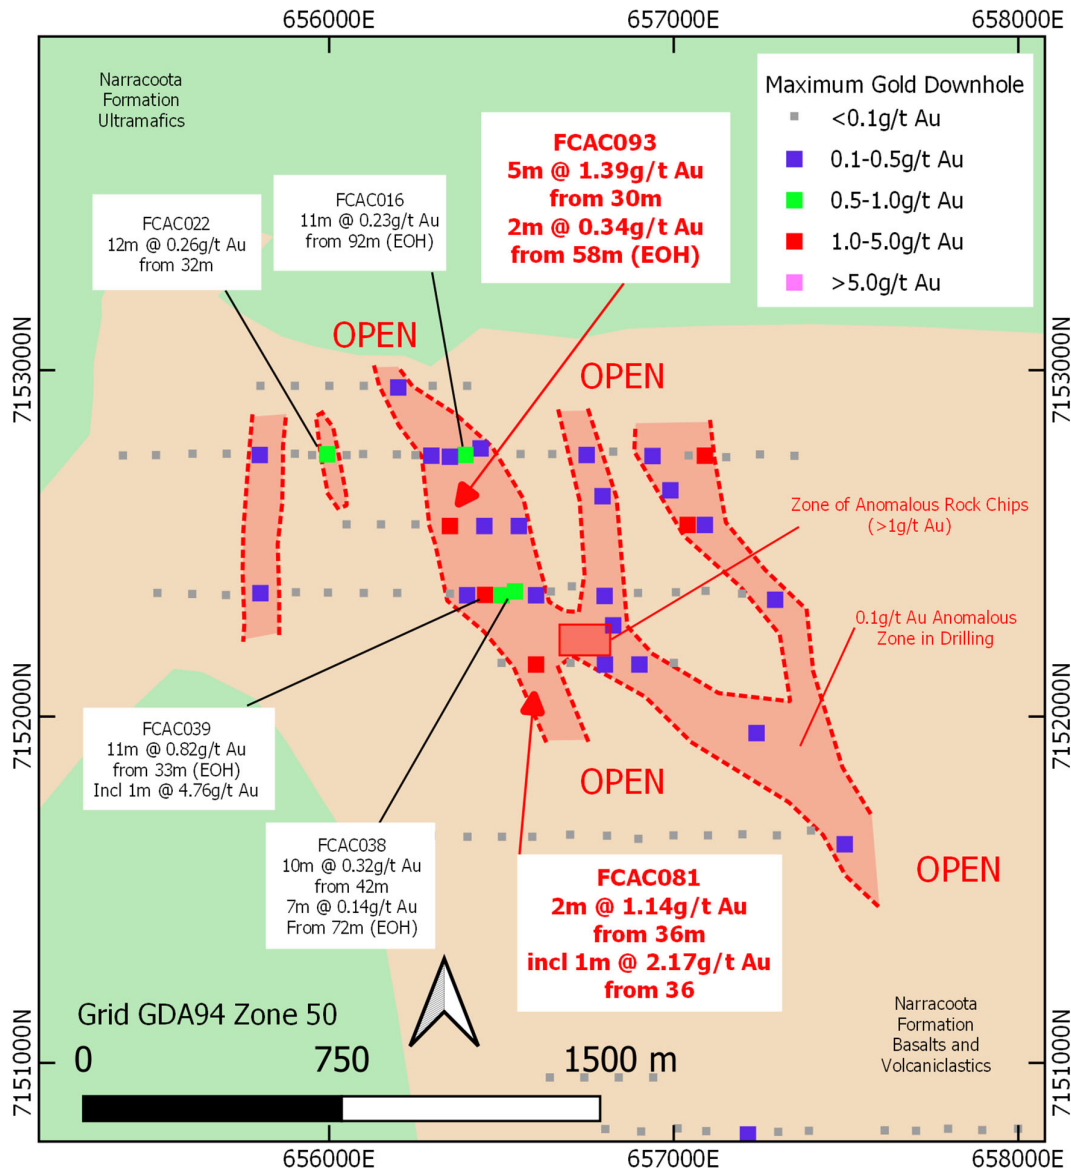 656000E
657000E
658000E
Narracoota
Formation
Ultramafics
Maximum Gold Downhole
<0.1g/t Au
0.1-0.5g/t Au
0.5-1.0g/t Au
1.0-5.0g/t Au
>5.0g/t Au
FCAC093
5m @ 1.39g/t Au
from 30m
2m @ 0.34g/t Au
from 58m (EOH)
FCAC016
11m @ 0.23g/t Au
from 92m (EOH)
FCAC022
12m @ 0.26g/t Au
from 32m
OPEN
OPEN
7153000N
7153000N
Zone of Anomalous Rock Chips
(>1g/t Au)
0.1g/t Au Anomalous
Zone in Drilling
7152000N
7152000N
FCAC039
11m @ 0.82g/t Au
from 33m (EOH)
Incl 1m @ 4.76g/t Au
OPEN
FCAC038
10m @ 0.32g/t Au
from 42m
7m @ 0.14g/t Au
From 72m (EOH)
OPEN
FCAC081
2m @ 1.14g/t Au
from 36m
incl 1m @ 2.17g/t Au
from 36
Grid GDA94 Zone 50
0
750
1500 m
Narracoota
Formation
Basalts and
Volcaniclastics
7151000N
7151000N
656000E
657000E
658000E